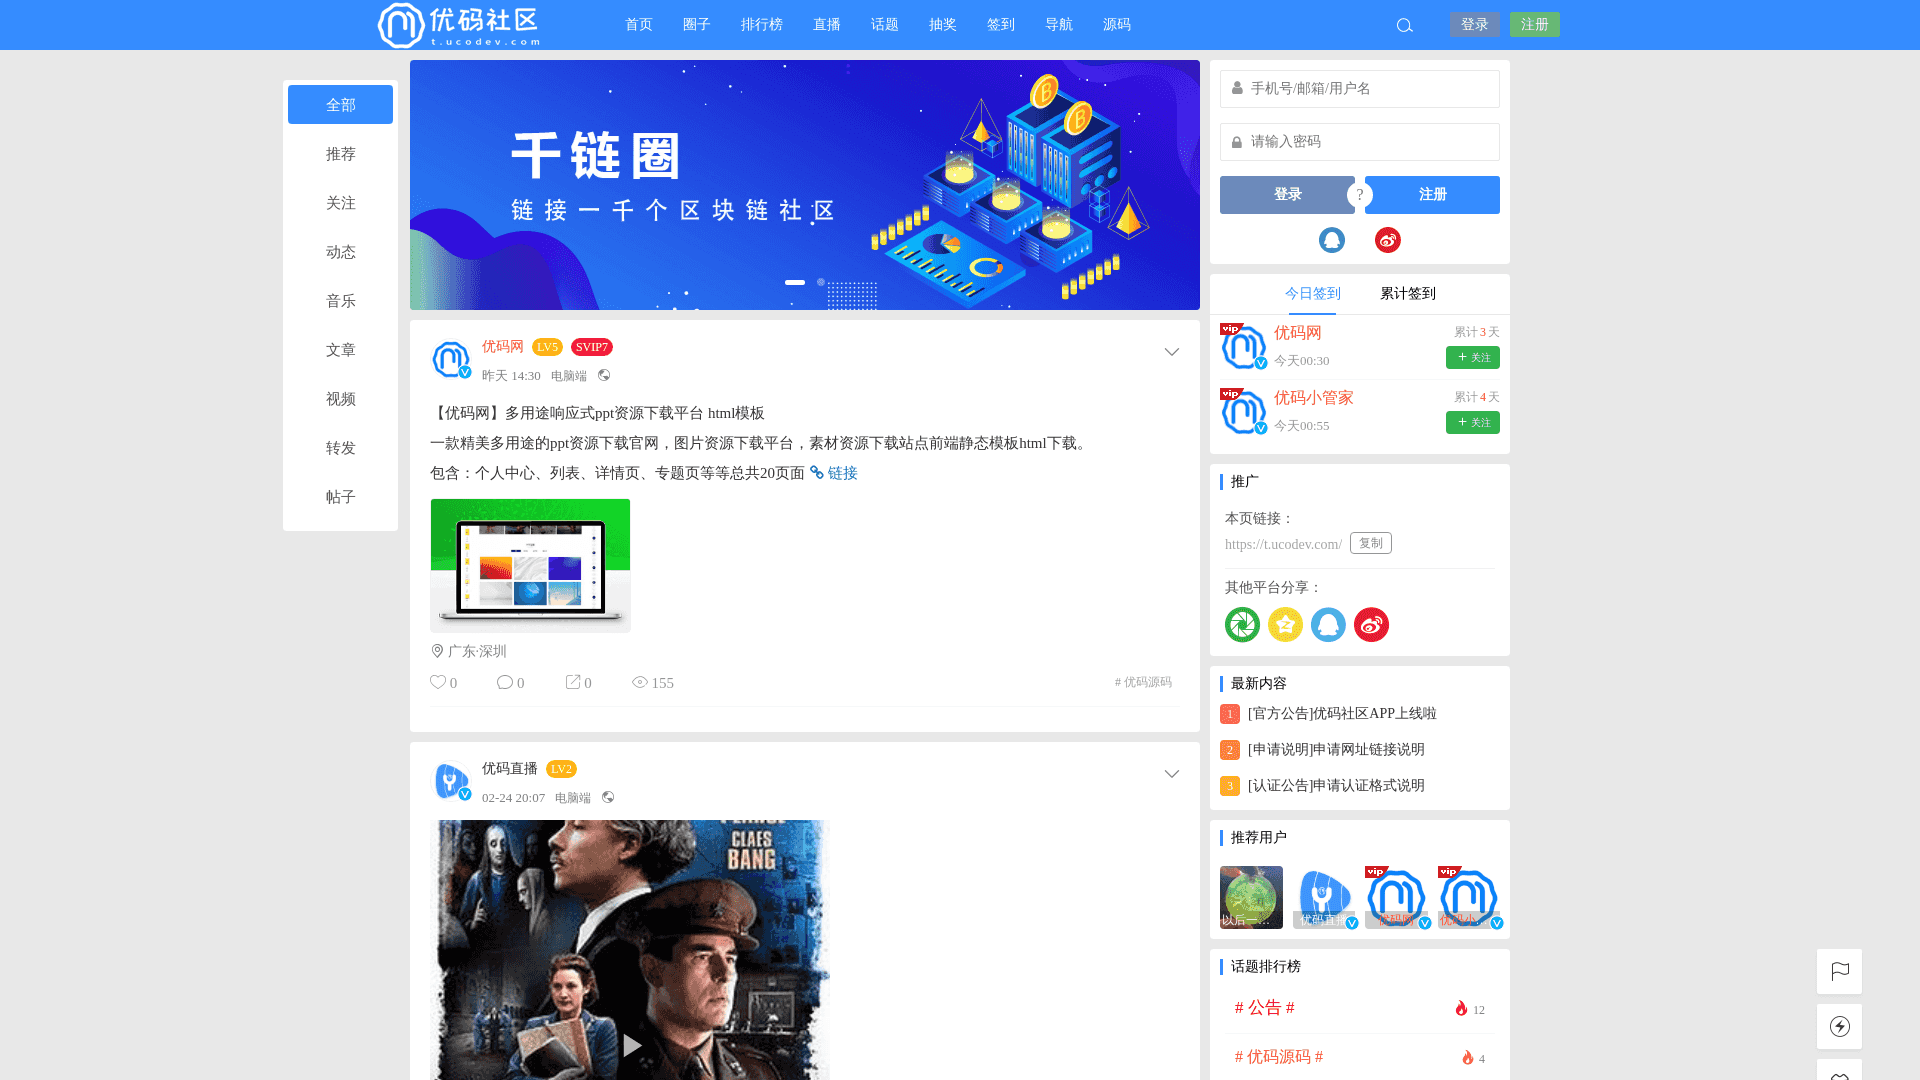 优码社区
t.ucodev.com
首页 圈子 排行榜 直播 话题 抽奖 签到 导航 源码
登录 注册
全部
推荐
关注
动态
音乐
文章
视频
转发
帖子
千链圈
链接一千个区块链社区
优码网 LV5 SVIP7
昨天 14:30 电脑端
【优码网】多用途响应式ppt资源下载平台 html模板
一款精美多用途的ppt资源下载官网，图片资源下载平台，素材资源下载站点前端静态模板html下载。
包含：个人中心、列表、详情页、专题页等等总共20页面 链接
广东·深圳
0 0 0 155
# 优码源码
优码直播 LV2
02-24 20:07 电脑端
CLAES
BANG
手机号/邮箱/用户名
请输入密码
登录 ? 注册
今日签到 累计签到
vip 优码网 累计 3 天
今天00:30 + 关注
vip 优码小管家 累计 4 天
今天00:55 + 关注
推广
本页链接：
https://t.ucodev.com/ 复制
其他平台分享：
最新内容
1 [官方公告]优码社区APP上线啦
2 [申请说明]申请网址链接说明
3 [认证公告]申请认证格式说明
推荐用户
vip vip
以后一… 优码直播 优码网 优码小…
话题排行榜
# 公告 # 12
# 优码源码 # 4